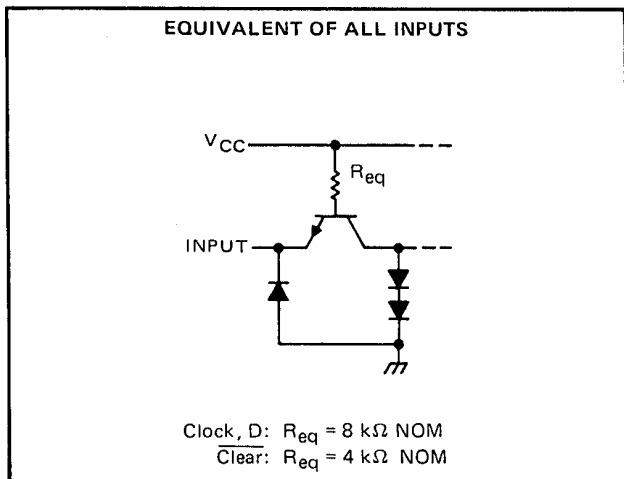 EQUIVALENT OF ALL INPUTS
VCC
Req
INPUT
Clock, D: Req = 8 kΩ NOM
Clear: Req = 4 kΩ NOM